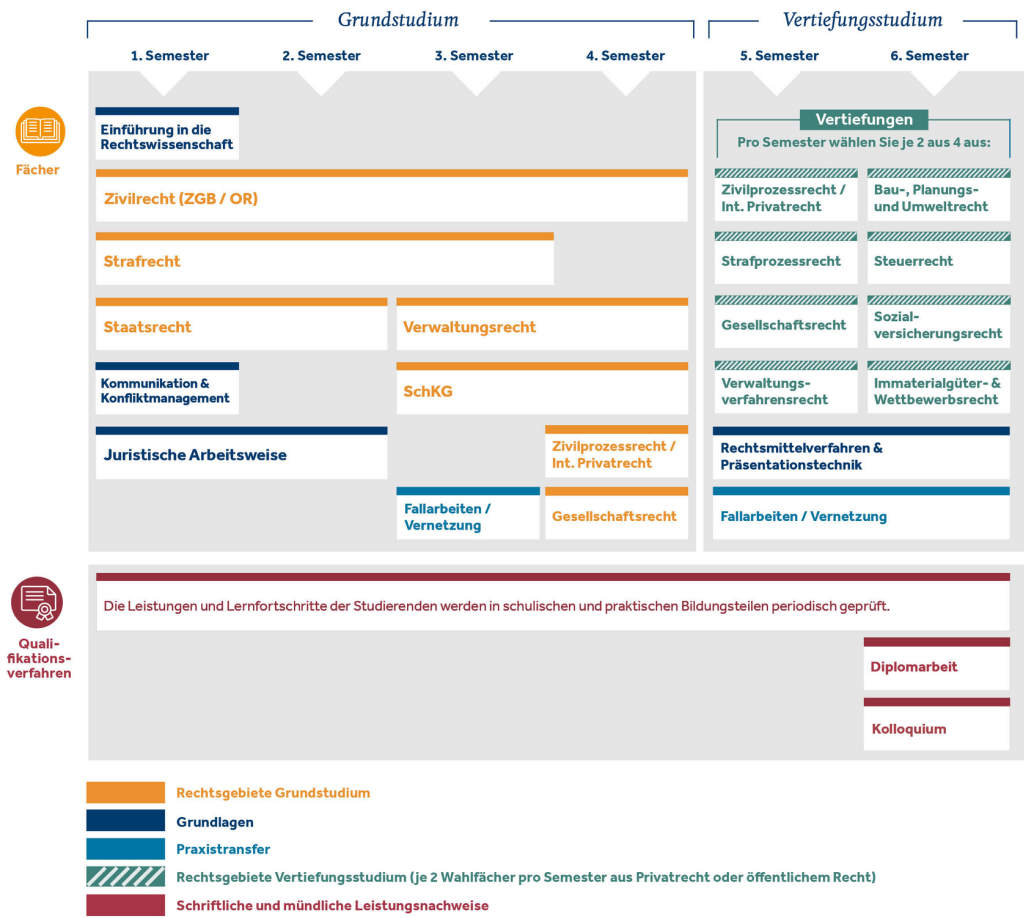 Grundstudium
Vertiefungsstudium
1. Semester
2. Semester
3. Semester
4. Semester
5. Semester
6. Semester
Fächer
Einführung in die
Rechtswissenschaft
Zivilrecht (ZGB / OR)
Strafrecht
Staatsrecht
Verwaltungsrecht
Kommunikation &
Konfliktmanagement
SchKG
Juristische Arbeitsweise
Zivilprozessrecht /
Int. Privatrecht
Fallarbeiten /
Vernetzung
Gesellschaftsrecht
Vertiefungen
Pro Semester wählen Sie je 2 aus 4 aus:
Zivilprozessrecht /
Int. Privatrecht
Bau-, Planungs-
und Umweltrecht
Strafprozessrecht
Steuerrecht
Gesellschaftsrecht
Sozial-
versicherungsrecht
Verwaltungs-
verfahrensrecht
Immaterialgüter- &
Wettbewerbsrecht
Rechtsmittelverfahren &
Präsentationstechnik
Fallarbeiten / Vernetzung
Quali-
fikations-
verfahren
Die Leistungen und Lernfortschritte der Studierenden werden in schulischen und praktischen Bildungsteilen periodisch geprüft.
Diplomarbeit
Kolloquium
Rechtsgebiete Grundstudium
Grundlagen
Praxistransfer
Rechtsgebiete Vertiefungsstudium (je 2 Wahlfächer pro Semester aus Privatrecht oder öffentlichem Recht)
Schriftliche und mündliche Leistungsnachweise